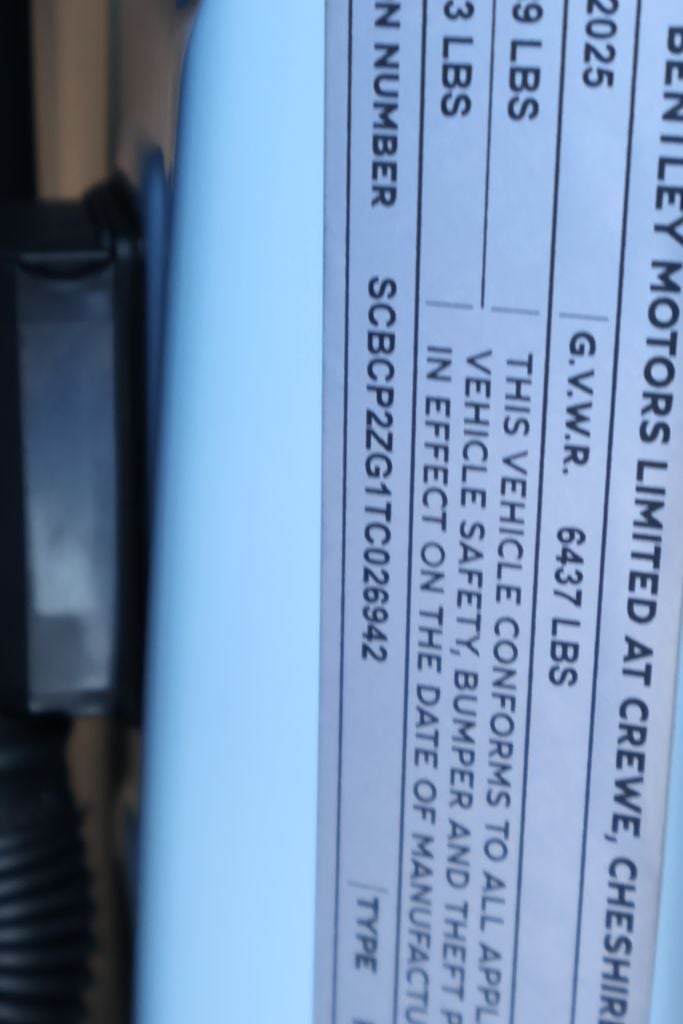 BENTLEY MOTORS LIMITED AT CREWE, CHESHIR
2025 G.V.W.R. 6437 LBS
9 LBS THIS VEHICLE CONFORMS TO ALL APPL
3 LBS VEHICLE SAFETY, BUMPER AND THEFT P
IN EFFECT ON THE DATE OF MANUFACTU
N NUMBER SCBCP2ZG1TC026942 TYPE